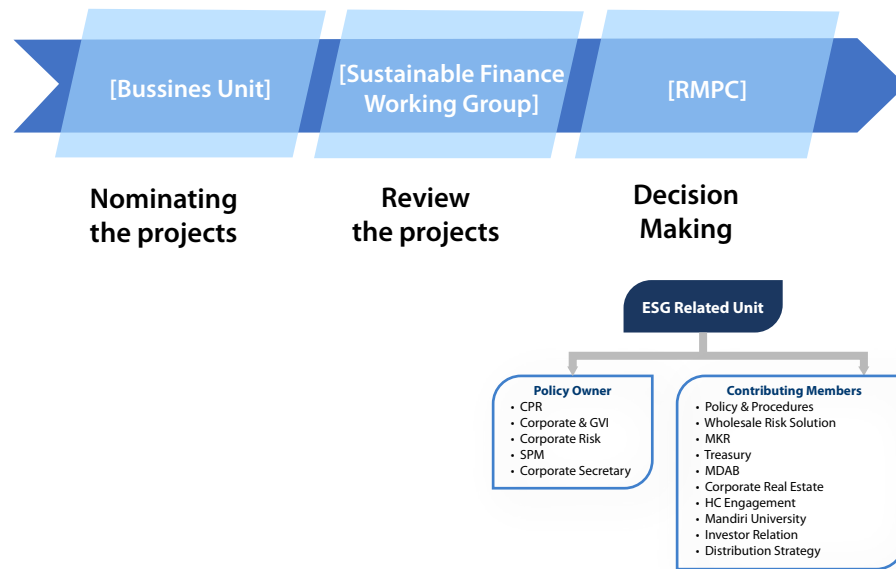 [Bussines Unit]
[Sustainable Finance
Working Group]
[RMPC]
Nominating
the projects
Review
the projects
Decision
Making
ESG Related Unit
Policy Owner
• CPR
• Corporate & GVI
• Corporate Risk
• SPM
• Corporate Secretary
Contributing Members
• Policy & Procedures
• Wholesale Risk Solution
• MKR
• Treasury
• MDAB
• Corporate Real Estate
• HC Engagement
• Mandiri University
• Investor Relation
• Distribution Strategy